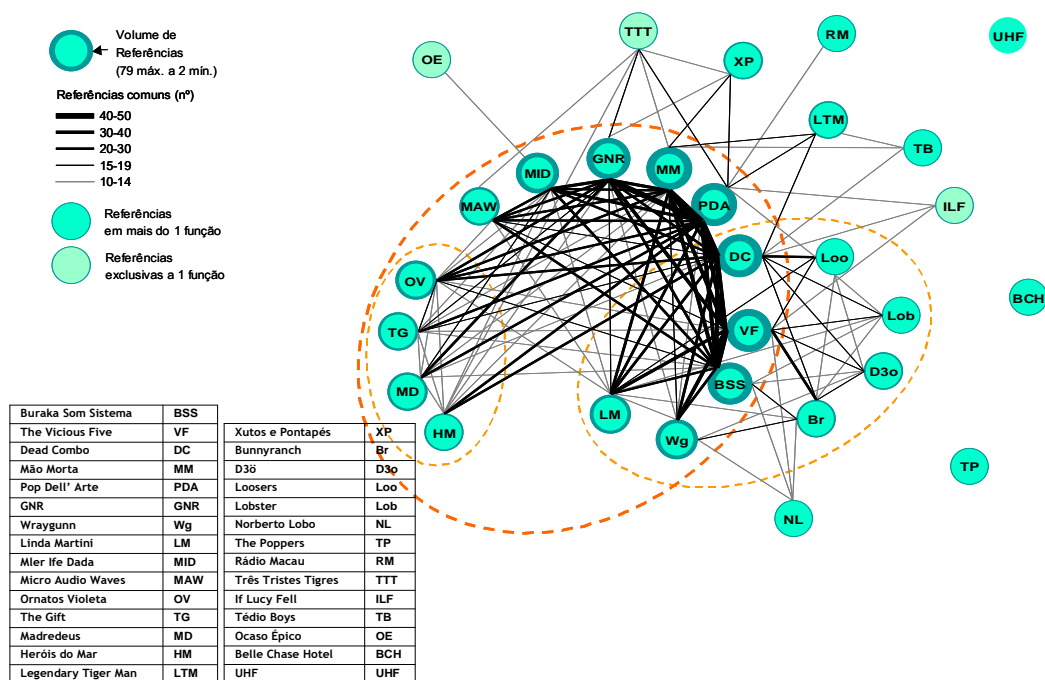 Volume de
Referências
(79 máx. a 2 mín.)
Referências comuns (nº)
40-50
30-40
20-30
15-19
10-14
Referências
em mais do 1 função
Referências
exclusivas a 1 função
TTT
RM
UHF
OE
XP
LTM
TB
GNR
MM
MID
PDA
MAW
ILF
DC
Loo
OV
BCH
Lob
TG
VF
D3o
BSS
MD
LM
Br
HM
Wg
TP
NL
Buraka Som Sistema BSS
The Vicious Five VF
Dead Combo DC
Mão Morta MM
Pop Dell' Arte PDA
GNR GNR
Wraygunn Wg
Linda Martini LM
Mler Ife Dada MID
Micro Audio Waves MAW
Ornatos Violeta OV
The Gift TG
Madredeus MD
Heróis do Mar HM
Legendary Tiger Man LTM
Xutos e Pontapés XP
Bunnyranch Br
D3ö D3o
Loosers Loo
Lobster Lob
Norberto Lobo NL
The Poppers TP
Rádio Macau RM
Três Tristes Tigres TTT
If Lucy Fell ILF
Tédio Boys TB
Ocaso Épico OE
Belle Chase Hotel BCH
UHF UHF